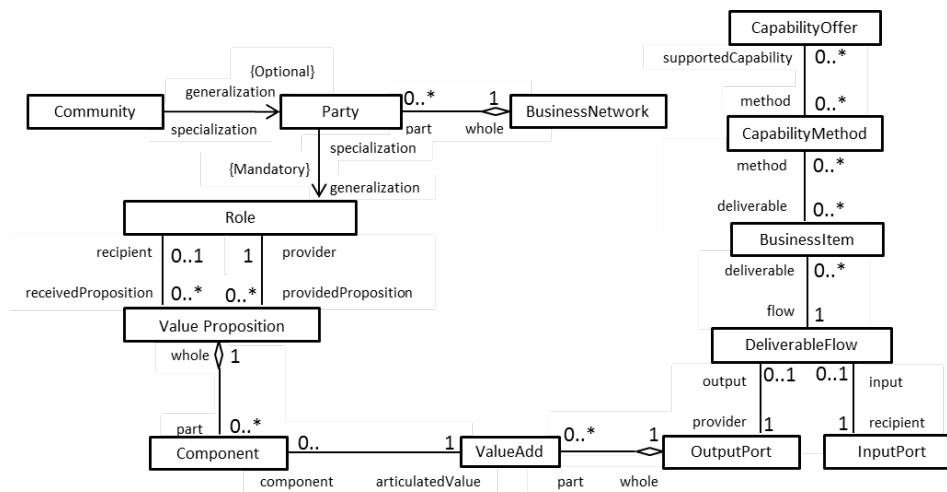 CapabilityOffer
supportedCapability 0..*
{Optional}
generalization 0..* 1 method 0..*
Community Party BusinessNetwork CapabilityMethod
specialization part whole
specialization method 0..*
{Mandatory}
generalization deliverable 0..*
Role BusinessItem
recipient 0..1 1 provider deliverable 0..*
receivedProposition 0..* 0..* providedProposition flow 1
Value Proposition DeliverableFlow
whole 1 output 0..1 0..1 input
part 0..* 0..* 1 provider 1 1 recipient
Component 0.. 1 ValueAdd OutputPort InputPort
component articulatedValue part whole